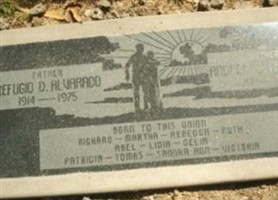 FATHER
REFUGIO D. ALVARADO
1914 — 1975
BORN TO THIS UNION
RICHARD — MARTHA — REBECCA — RUTH
ABEL — LIDIA — DELIA
PATRICIA — TOMAS — SANDRA ANN — VICTORIA